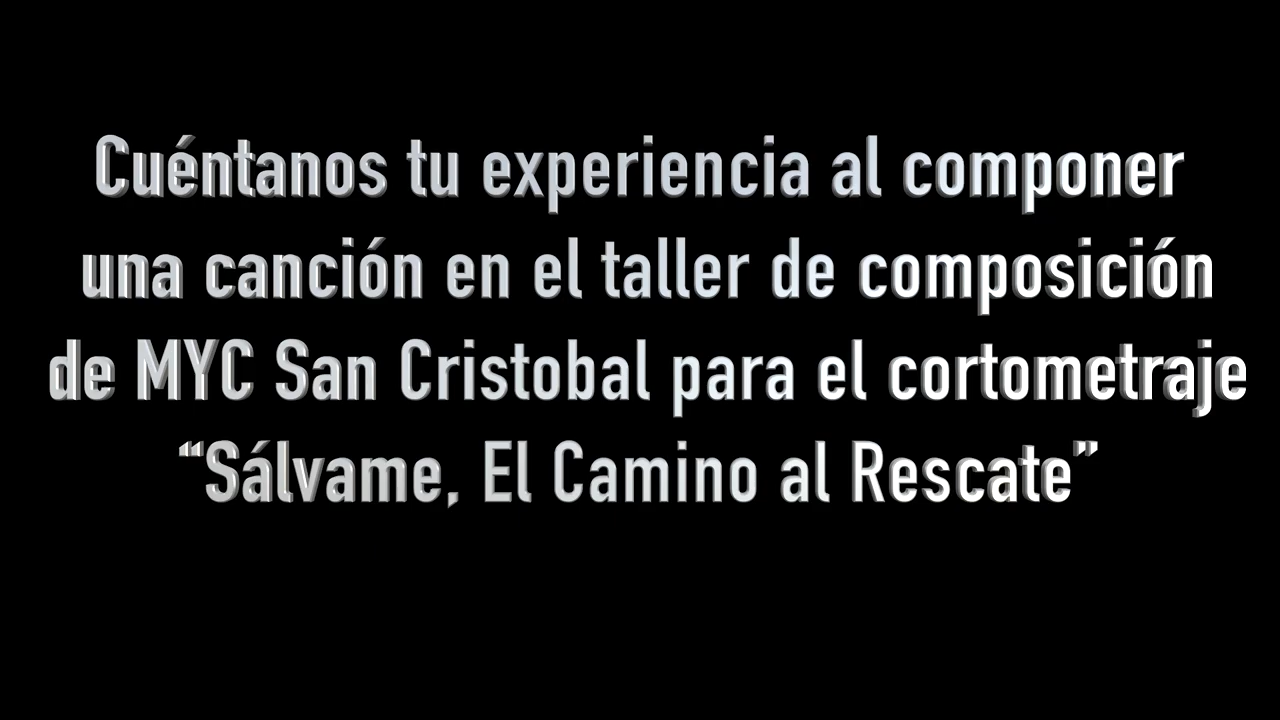 Cuéntanos tu experiencia al componer
una canción en el taller de composición
de MYC San Cristobal para el cortometraje
“Sálvame, El Camino al Rescate”